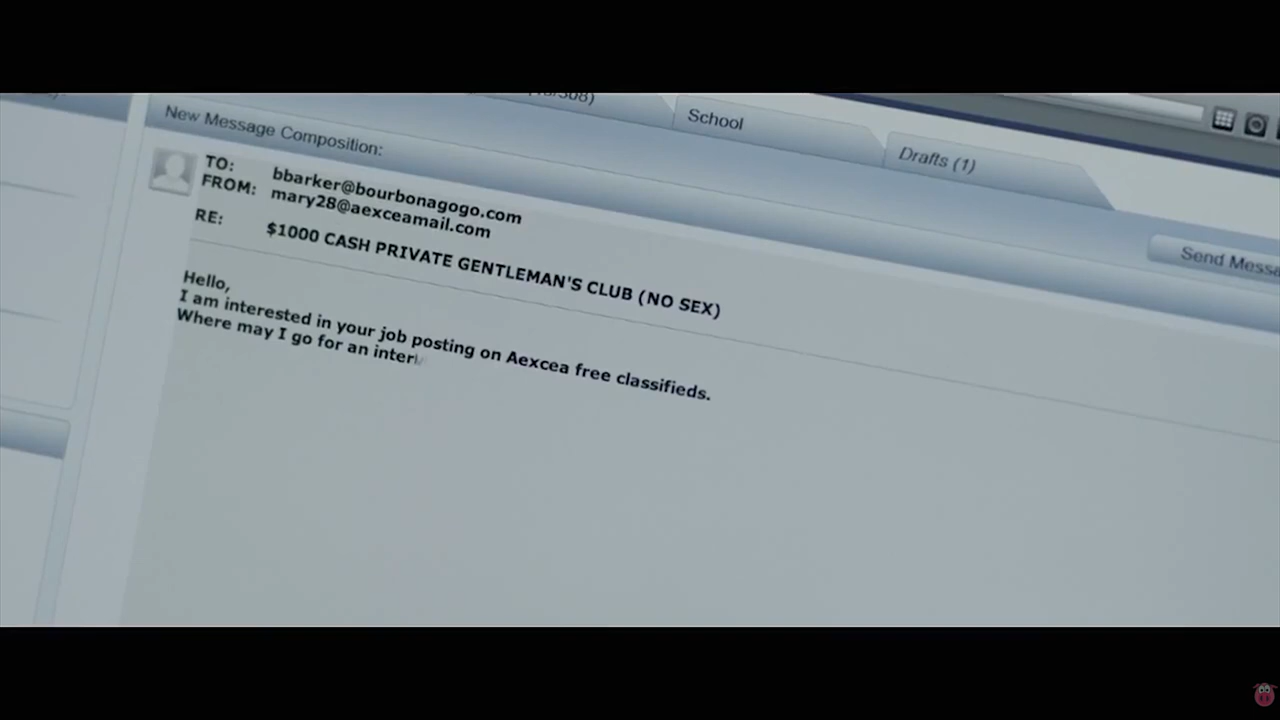 School
Drafts (1)
New Message Composition:
TO: bbarker@bourbonagogo.com
FROM: mary28@aexceamail.com
RE: $1000 CASH PRIVATE GENTLEMAN'S CLUB (NO SEX)
Send Messa
Hello,
I am interested in your job posting on Aexcea free classifieds.
Where may I go for an inter